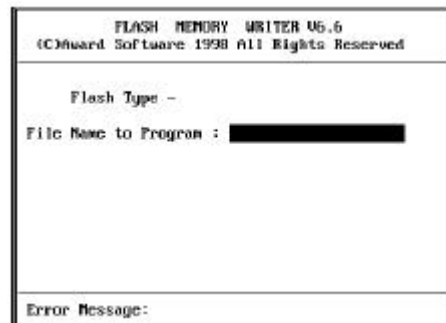 FLASH MEMORY WRITER V6.6
(C)Award Software 1998 All Rights Reserved
Flash Type -
File Name to Program :
Error Message: